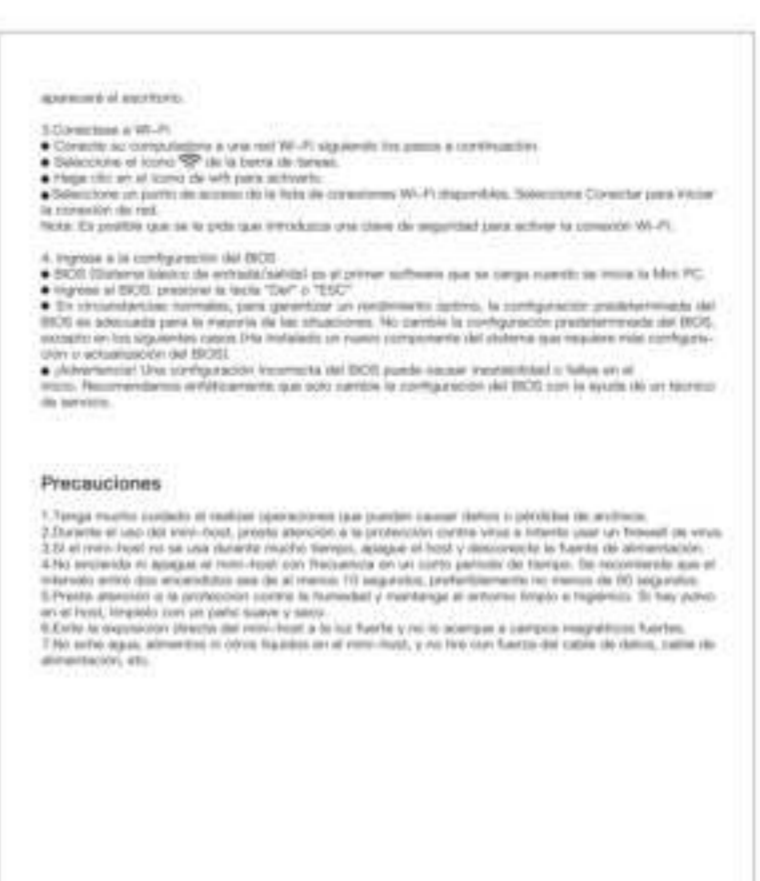 aparecerá el escritorio.
3.Conéctese a Wi-Fi
● Conecte su computadora a una red Wi-Fi siguiendo los pasos a continuación
● Seleccione el icono de la barra de tareas.
● Haga clic en el icono de wifi para activarlo.
●Seleccione un punto de acceso de la lista de conexiones Wi-Fi disponibles. Seleccione Conectar para iniciar
la conexión de red.
Nota: Es posible que se le pida que introduzca una clave de seguridad para activar la conexión Wi-Fi.
4. Ingrese a la configuración del BIOS
● BIOS (Sistema básico de entrada/salida) es el primer software que se carga cuando se inicia la Mini PC.
● Ingrese al BIOS: presione la tecla "Del" o "ESC"
● En circunstancias normales, para garantizar un rendimiento óptimo, la configuración predeterminada del
BIOS es adecuada para la mayoría de las situaciones. No cambie la configuración predeterminada del BIOS,
excepto en los siguientes casos (Ha instalado un nuevo componente del sistema que requiere más configura-
ción o actualización del BIOS)
● ¡Advertencia! Una configuración incorrecta del BIOS puede causar inestabilidad o fallas en el
inicio. Recomendamos enfáticamente que solo cambie la configuración del BIOS con la ayuda de un técnico
de servicio.
Precauciones
1.Tenga mucho cuidado al realizar operaciones que puedan causar daños o pérdidas de archivos.
2.Durante el uso del mini-host, preste atención a la protección contra virus e intente usar un firewall de virus.
3.Si el mini-host no se usa durante mucho tiempo, apague el host y desconecte la fuente de alimentación.
4.No encienda ni apague el mini-host con frecuencia en un corto período de tiempo. Se recomienda que el
intervalo entre dos encendidos sea de al menos 10 segundos, preferiblemente no menos de 60 segundos.
5.Preste atención a la protección contra la humedad y mantenga el entorno limpio e higiénico. Si hay polvo
en el host, límpielo con un paño suave y seco.
6.Evite la exposición directa del mini-host a la luz fuerte y no lo acerque a campos magnéticos fuertes.
7.No eche agua, alimentos ni otros líquidos en el mini-host, y no tire con fuerza del cable de datos, cable de
alimentación, etc.